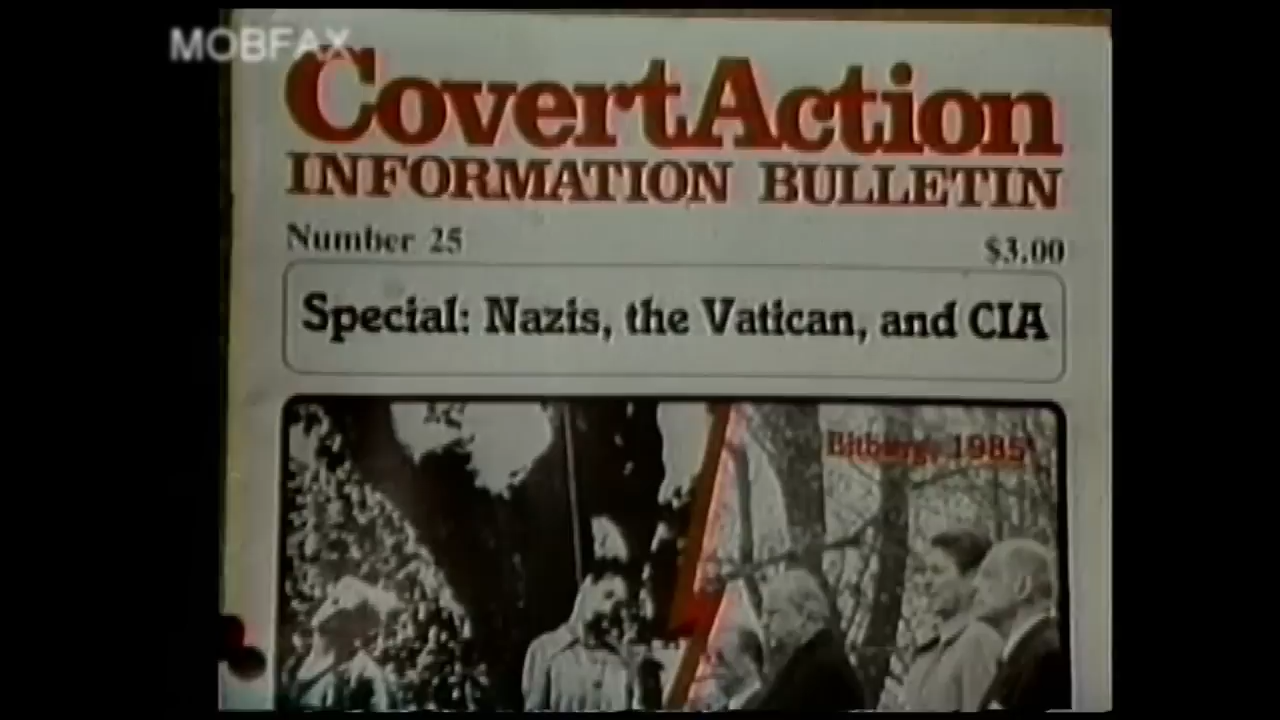 MOBFAX
CovertAction
INFORMATION BULLETIN
Number 25
$3.00
Special: Nazis, the Vatican, and CIA
Bitburg, 1985